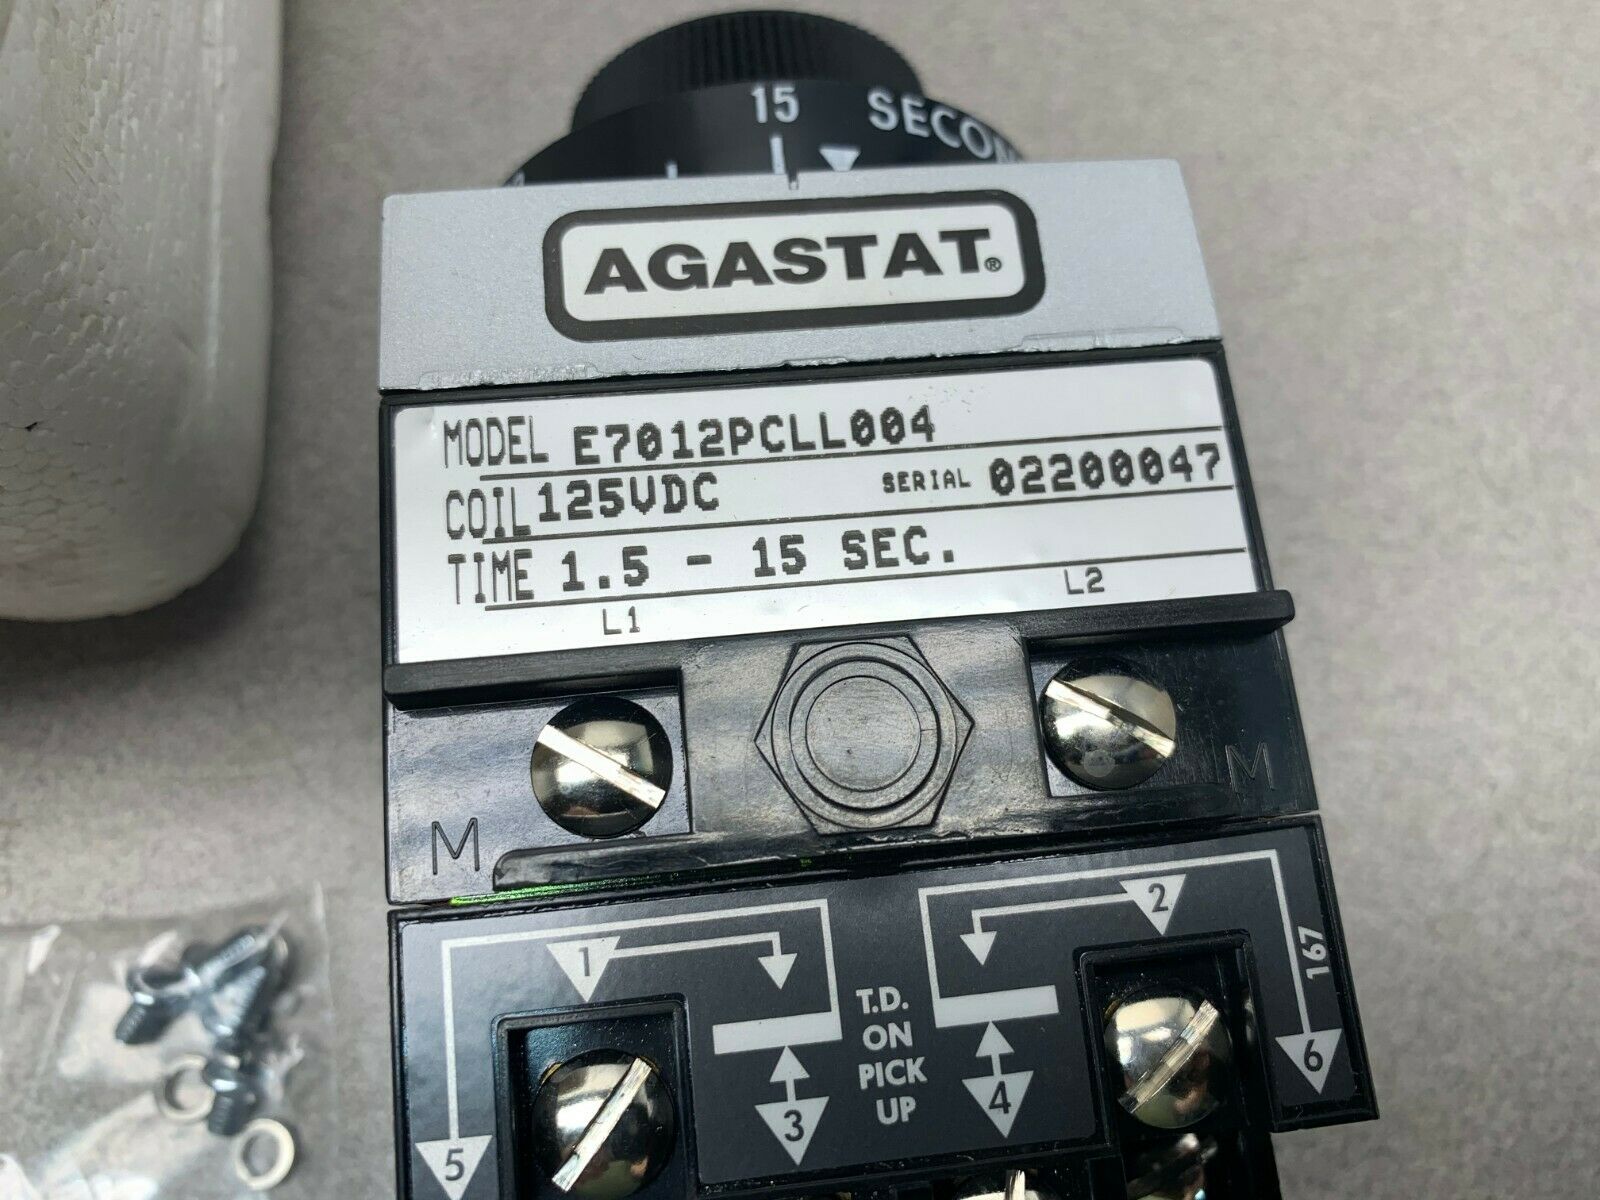 15 SECON
AGASTAT®
MODEL E7012PCLL004
COIL 125VDC SERIAL 02200047
TIME 1.5 - 15 SEC.
L1 L2
M M
1 2
T.D.
ON
PICK
UP
167
3 4
5 6